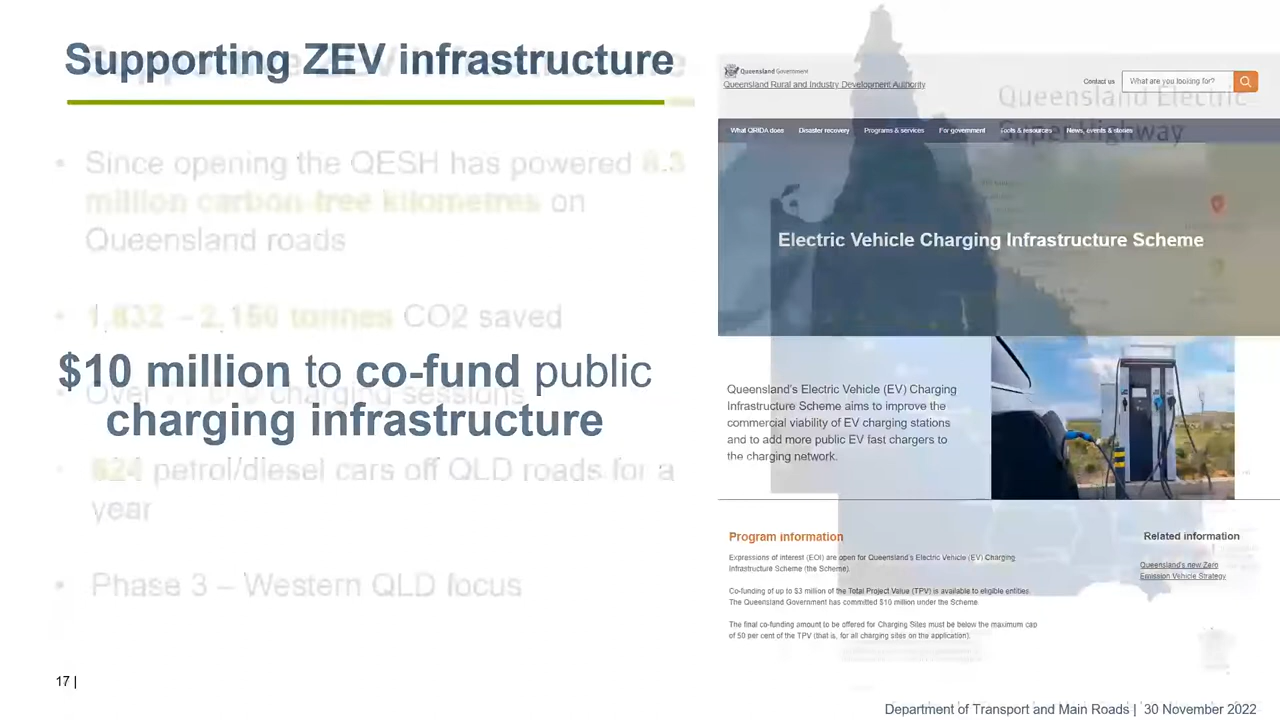 Supporting ZEV infrastructure
Since opening the QESH has powered 8.3
million carbon free kilometres on
Queensland roads
1,832 – 2,150 tonnes CO2 saved
$10 million to co-fund public
Over charging sessions
charging infrastructure
624 petrol/diesel cars off QLD roads for a
year
Phase 3 – Western QLD focus
17 |
Queensland Government
Queensland Rural and Industry Development Authority
Contact us
What are you looking for?
Queensland Electric
Super Highway
What QRIDA does Disaster recovery Programs & services For government Tools & resources News, events & stories
Electric Vehicle Charging Infrastructure Scheme
Queensland's Electric Vehicle (EV) Charging
Infrastructure Scheme aims to improve the
commercial viability of EV charging stations
and to add more public EV fast chargers to
the charging network.
Program information
Expressions of interest (EOI) are open for Queensland's Electric Vehicle (EV) Charging
Infrastructure Scheme (the Scheme).
Co-funding of up to $3 million of the Total Project Value (TPV) is available to eligible entities.
The Queensland Government has committed $10 million under the Scheme.
The final co-funding amount to be offered for Charging Sites must be below the maximum cap
of 50 per cent of the TPV (that is, for all charging sites on the application).
Related information
Queensland's new Zero
Emission Vehicle Strategy
Department of Transport and Main Roads | 30 November 2022